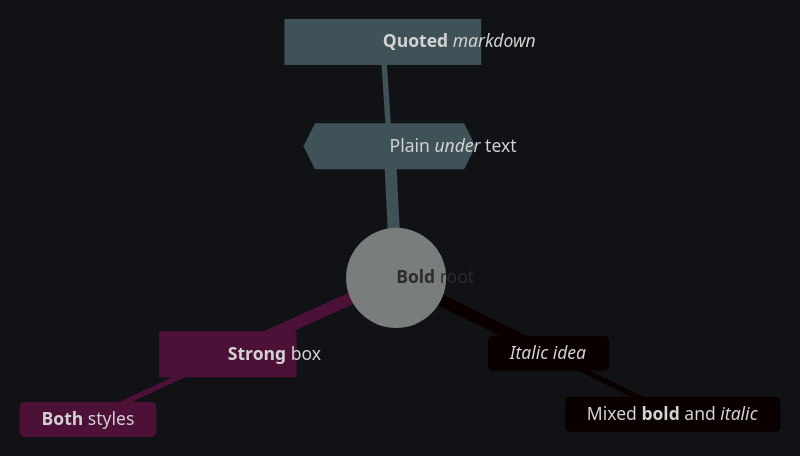 Quoted markdown
Plain under text
Bold root
Strong box
Italic idea
Both styles
Mixed bold and italic